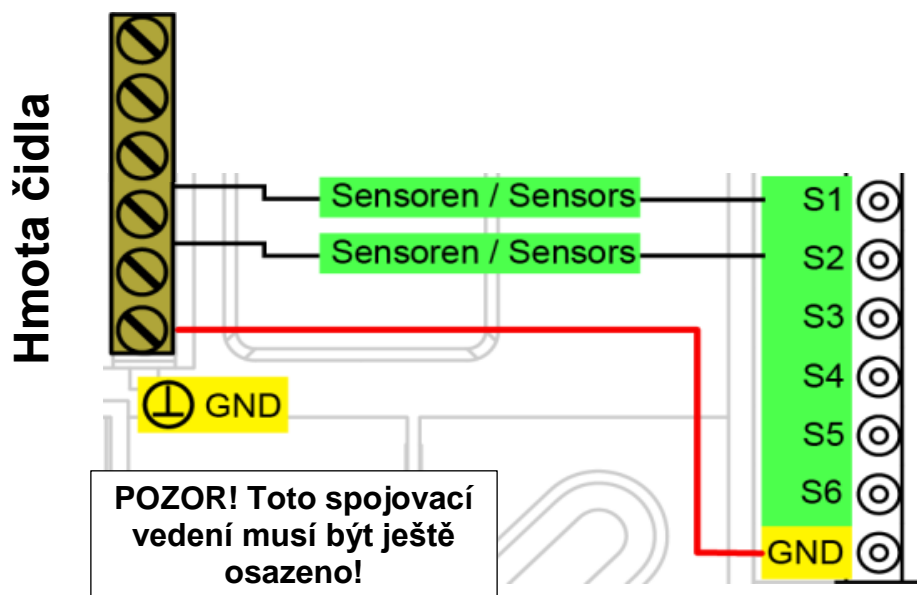 Hmota čidla
Sensoren / Sensors
Sensoren / Sensors
S1
S2
S3
S4
S5
S6
GND
GND
POZOR! Toto spojovací
vedení musí být ještě
osazeno!